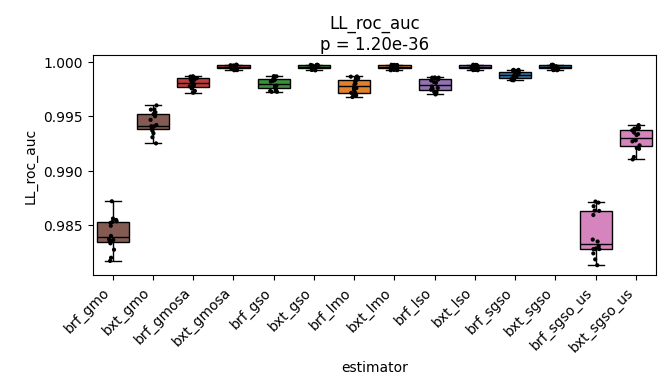 LL_roc_auc
p = 1.20e-36
LL_roc_auc
1.000
0.995
0.990
0.985
brf_gmo
bxt_gmo
brf_gmosa
bxt_gmosa
brf_gso
bxt_gso
brf_lmo
bxt_lmo
brf_lso
bxt_lso
brf_sgso
bxt_sgso
brf_sgso_us
bxt_sgso_us
estimator